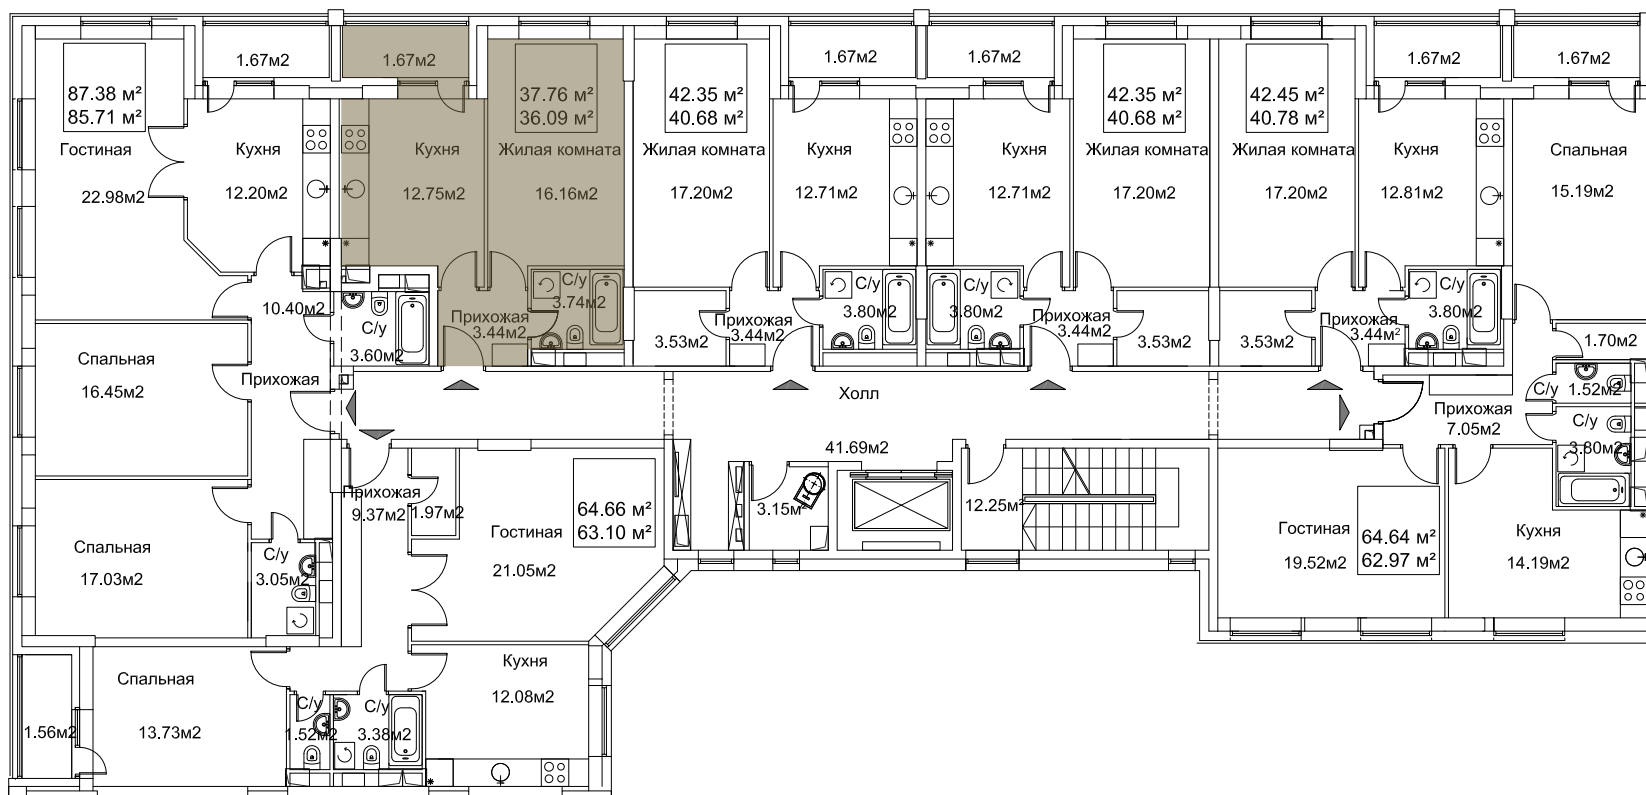 1.67м2
1.67м2
1.67м2
1.67м2
1.67м2
1.67м2
87.38 м²
85.71 м²
37.76 м²
36.09 м²
42.35 м²
40.68 м²
42.35 м²
40.68 м²
42.45 м²
40.78 м²
Гостиная
22.98м2
Кухня
12.20м2
Кухня
12.75м2
Жилая комната
16.16м2
Жилая комната
17.20м2
Кухня
12.71м2
Кухня
12.71м2
Жилая комната
17.20м2
Жилая комната
17.20м2
Кухня
12.81м2
Спальная
15.19м2
10.40м2
С/у
3.60м2
Прихожая
3.44м2
С/у
3.74м2
3.53м2
Прихожая
3.44м2
С/у
3.80м2
С/у
3.80м2
Прихожая
3.44м2
3.53м2
3.53м2
Прихожая
3.44м²
С/у
3.80м2
1.70м2
Спальная
16.45м2
Прихожая
Холл
41.69м2
С/у
1.52м2
Прихожая
7.05м2
С/у
3.80м2
Спальная
17.03м2
С/у
3.05м2
Прихожая
9.37м2
1.97м2
Гостиная
21.05м2
64.66 м²
63.10 м²
3.15м²
12.25м²
Гостиная
19.52м2
64.64 м²
62.97 м²
Кухня
14.19м2
1.56м2
Спальная
13.73м2
С/у
1.52м2
С/у
3.38м2
Кухня
12.08м2